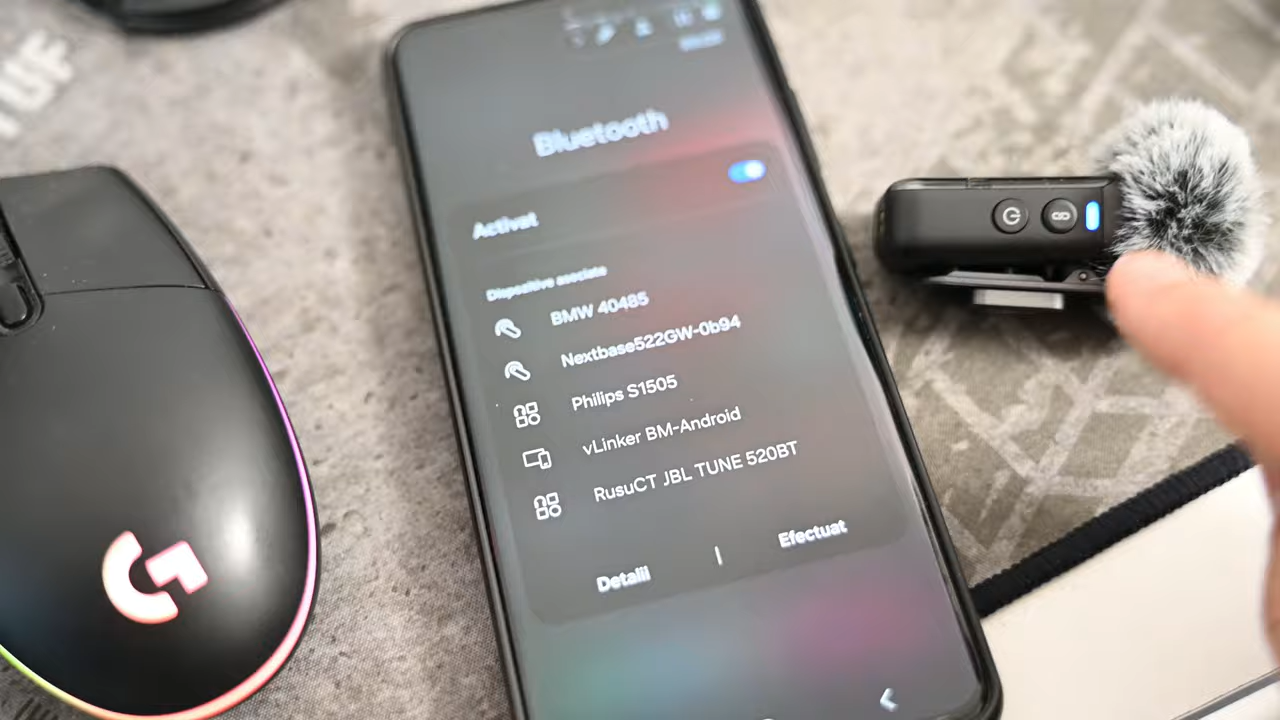 TUF
Bluetooth
Activat
Dispozitive asociate
BMW 40485
Nextbase522GW-0b94
Philips S1505
vLinker BM-Android
RusuCT JBL TUNE 520BT
Detalii
Efectuat